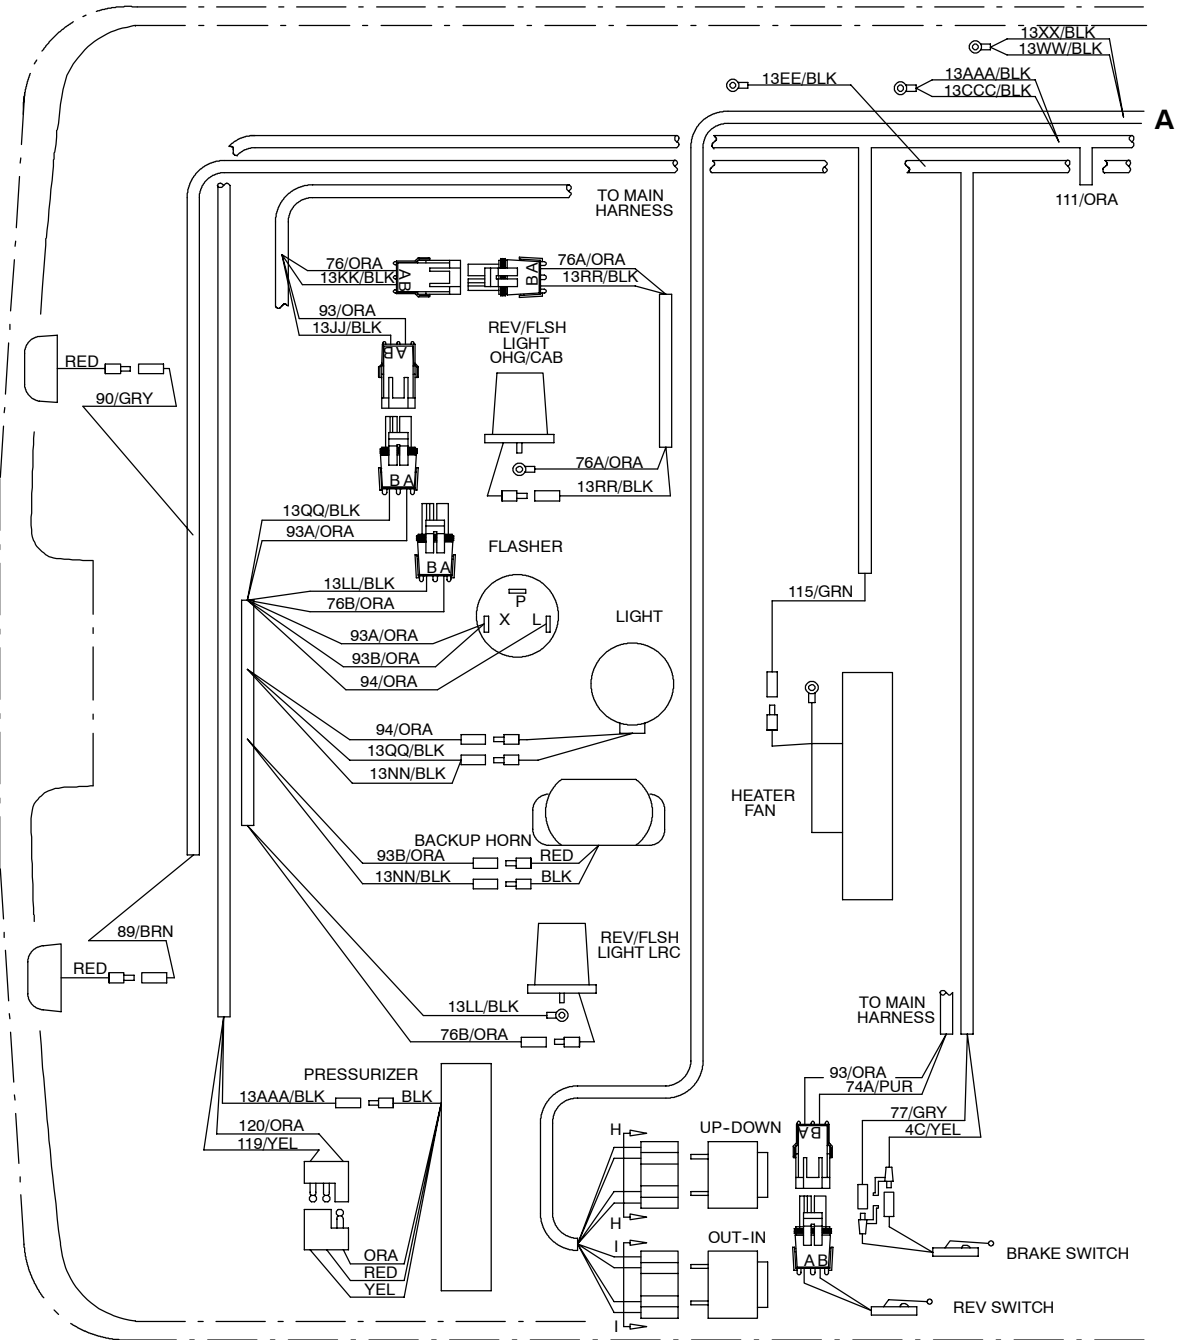 13XX/BLK
13WW/BLK
13EE/BLK
13AAA/BLK
13CCC/BLK
A
111/ORA
TO MAIN
HARNESS
76/ORA
13KK/BLK
A
B
B A
76A/ORA
13RR/BLK
93/ORA
13JJ/BLK
B A
REV/FLSH
LIGHT
OHG/CAB
RED
90/GRY
76A/ORA
13RR/BLK
B A
13QQ/BLK
93A/ORA
FLASHER
B A
13LL/BLK
76B/ORA
P
X
L
115/GRN
LIGHT
93A/ORA
93B/ORA
94/ORA
94/ORA
13QQ/BLK
13NN/BLK
HEATER
FAN
BACKUP HORN
93B/ORA
RED
13NN/BLK
BLK
89/BRN
RED
REV/FLSH
LIGHT LRC
13LL/BLK
76B/ORA
TO MAIN
HARNESS
PRESSURIZER
13AAA/BLK
BLK
93/ORA
74A/PUR
77/GRY
4C/YEL
120/ORA
119/YEL
H
UP-DOWN
B A
H
I
OUT-IN
ORA
RED
YEL
A B
BRAKE SWITCH
I
REV SWITCH